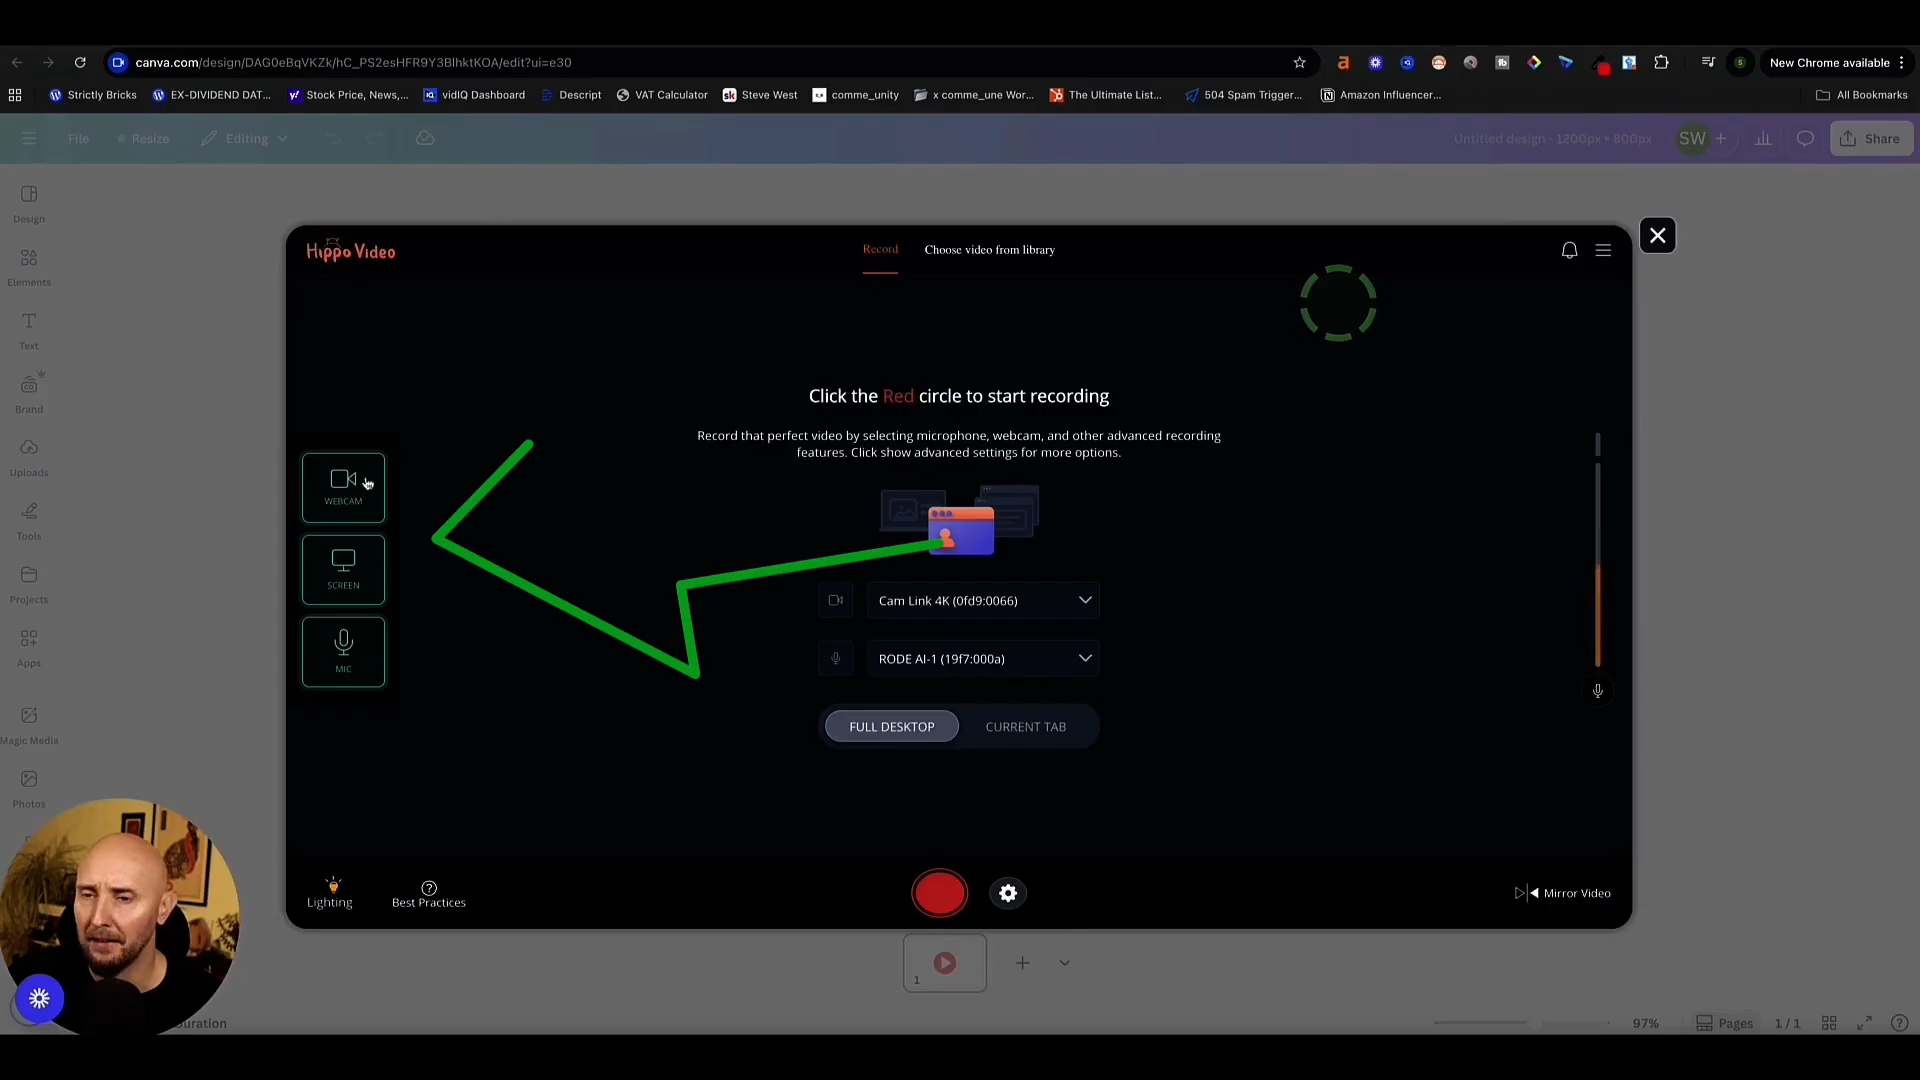 canva.com/design/DAG0eBqVKZk/hC_PS2esHFR9Y3BlhktKOA/edit?ui=e30
New Chrome available
Strictly Bricks
EX-DIVIDEND DAT...
Stock Price, News,...
vidIQ Dashboard
Descript
VAT Calculator
Steve West
comme_unity
x comme_une Wor...
The Ultimate List...
504 Spam Trigger...
Amazon Influencer...
All Bookmarks
File
Resize
Editing
Untitled design - 1200px × 800px
SW
Share
Design
Elements
Text
Brand
Uploads
Tools
Projects
Apps
Magic Media
Photos
Hippo Video
Record
Choose video from library
Click the Red circle to start recording
Record that perfect video by selecting microphone, webcam, and other advanced recording
features. Click show advanced settings for more options.
WEBCAM
SCREEN
MIC
Cam Link 4K (0fd9:0066)
RODE AI-1 (19f7:000a)
FULL DESKTOP
CURRENT TAB
Lighting
Best Practices
Mirror Video
1
97%
Pages
1 / 1